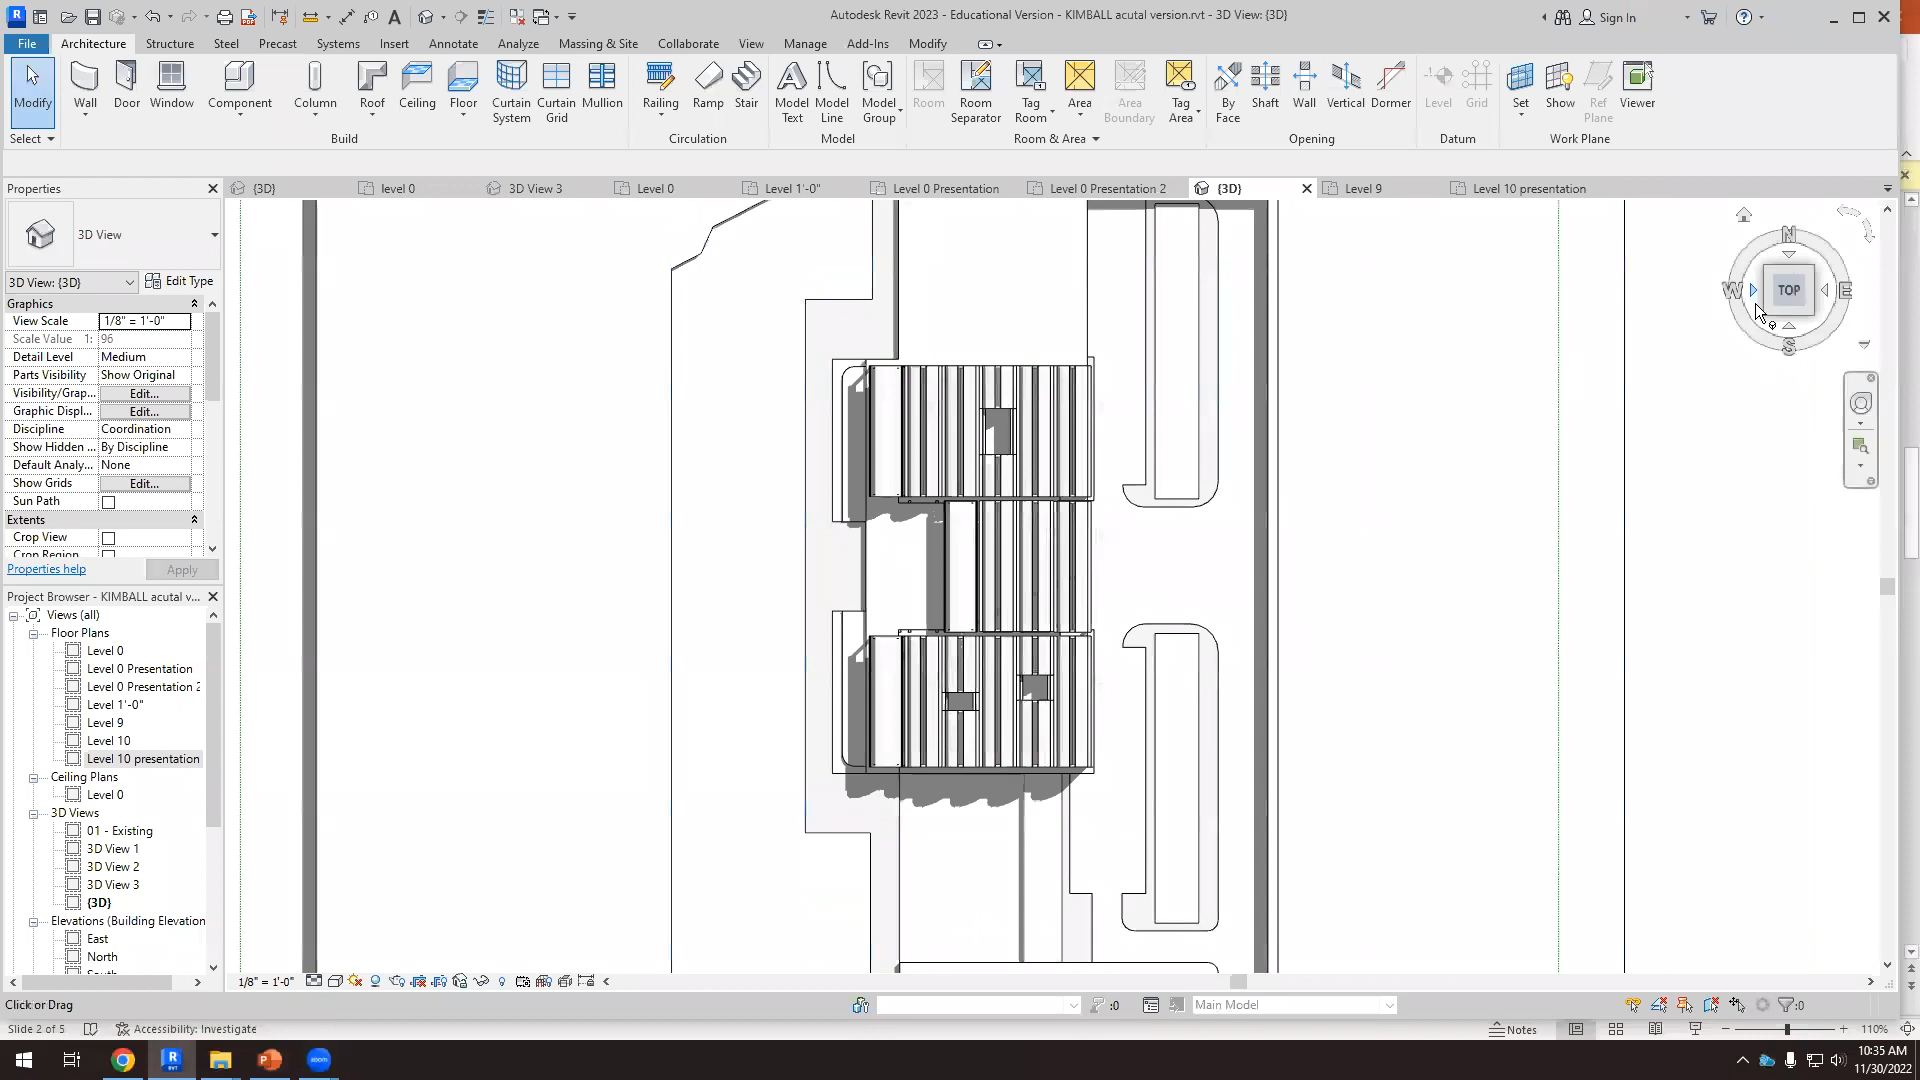 Autodesk Revit 2023 - Educational Version - KIMBALL acutal version.rvt - 3D View: {3D}
Sign In
File Architecture Structure Steel Precast Systems Insert Annotate Analyze Massing & Site Collaborate View Manage Add-Ins Modify
Modify Wall Door Window Component Column Roof Ceiling Floor Curtain System Curtain Grid Mullion Railing Ramp Stair Model Text Model Line Model Group Room Room Separator Tag Room Area Area Boundary Tag Area By Face Shaft Wall Vertical Dormer Level Grid Set Show Ref Plane Viewer
Select Build Circulation Model Room & Area Opening Datum Work Plane
Properties
{3D} level 0 3D View 3 Level 0 Level 1'-0" Level 0 Presentation Level 0 Presentation 2 {3D} Level 9 Level 10 presentation
3D View
3D View: {3D} Edit Type
Graphics
View Scale 1/8" = 1'-0"
Scale Value 1: 96
Detail Level Medium
Parts Visibility Show Original
Visibility/Grap... Edit...
Graphic Displ... Edit...
Discipline Coordination
Show Hidden ... By Discipline
Default Analy... None
Show Grids Edit...
Sun Path
Extents
Crop View
Crop Region
Properties help Apply
Project Browser - KIMBALL acutal v...
Views (all)
Floor Plans
Level 0
Level 0 Presentation
Level 0 Presentation 2
Level 1'-0"
Level 9
Level 10
Level 10 presentation
Ceiling Plans
Level 0
3D Views
01 - Existing
3D View 1
3D View 2
3D View 3
{3D}
Elevations (Building Elevation
East
North
South
N
W TOP E
S
1/8" = 1'-0"
Click or Drag
:0
Main Model
:0
Slide 2 of 5
Accessibility: Investigate
Notes
110%
10:35 AM
11/30/2022